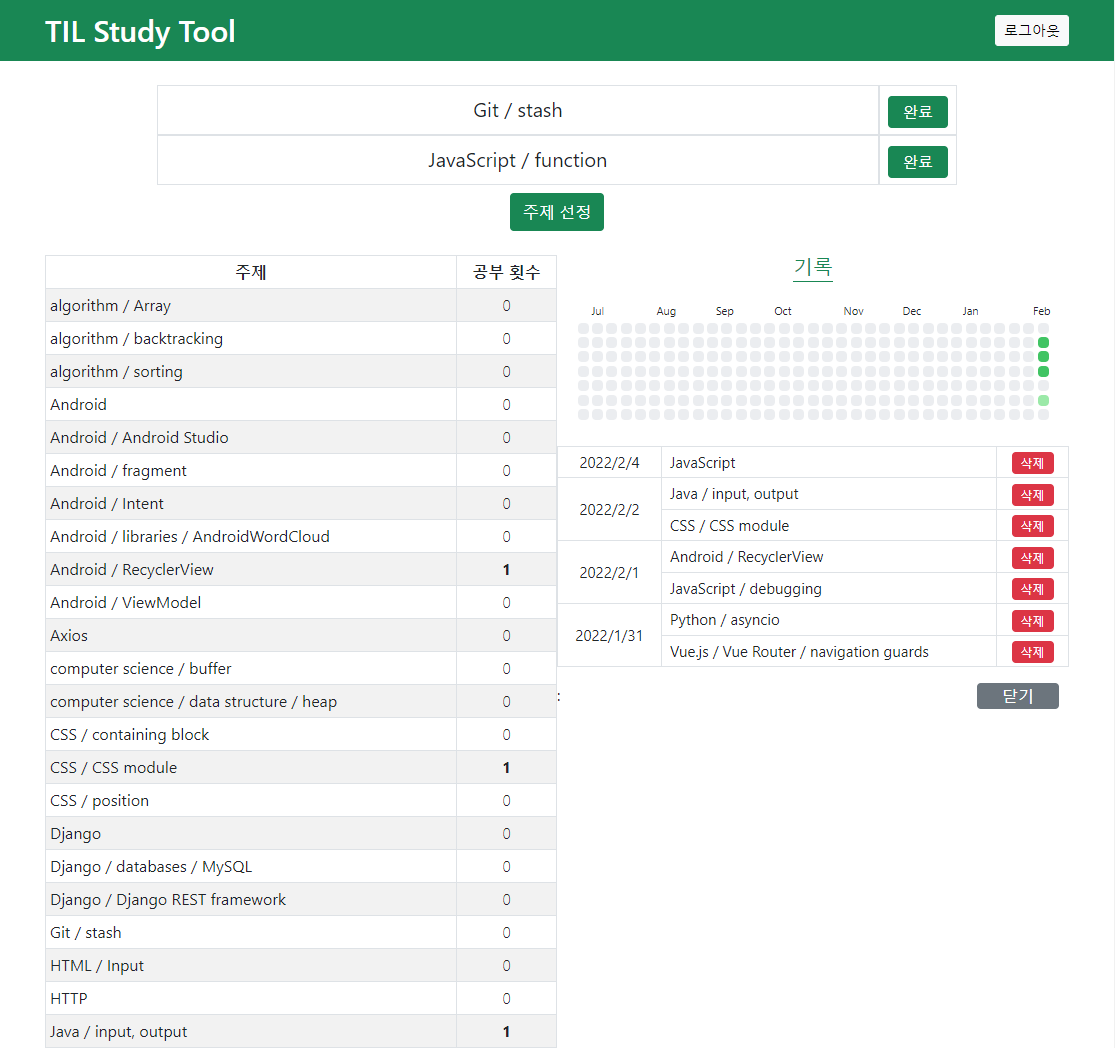 TIL Study Tool
로그아웃
Git / stash 완료
JavaScript / function 완료
주제 선정
주제 공부 횟수
algorithm / Array 0
algorithm / backtracking 0
algorithm / sorting 0
Android 0
Android / Android Studio 0
Android / fragment 0
Android / Intent 0
Android / libraries / AndroidWordCloud 0
Android / RecyclerView 1
Android / ViewModel 0
Axios 0
computer science / buffer 0
computer science / data structure / heap 0
CSS / containing block 0
CSS / CSS module 1
CSS / position 0
Django 0
Django / databases / MySQL 0
Django / Django REST framework 0
Git / stash 0
HTML / Input 0
HTTP 0
Java / input, output 1
기록
Jul Aug Sep Oct Nov Dec Jan Feb
2022/2/4 JavaScript 삭제
2022/2/2 Java / input, output 삭제
CSS / CSS module 삭제
2022/2/1 Android / RecyclerView 삭제
JavaScript / debugging 삭제
2022/1/31 Python / asyncio 삭제
Vue.js / Vue Router / navigation guards 삭제
: 닫기